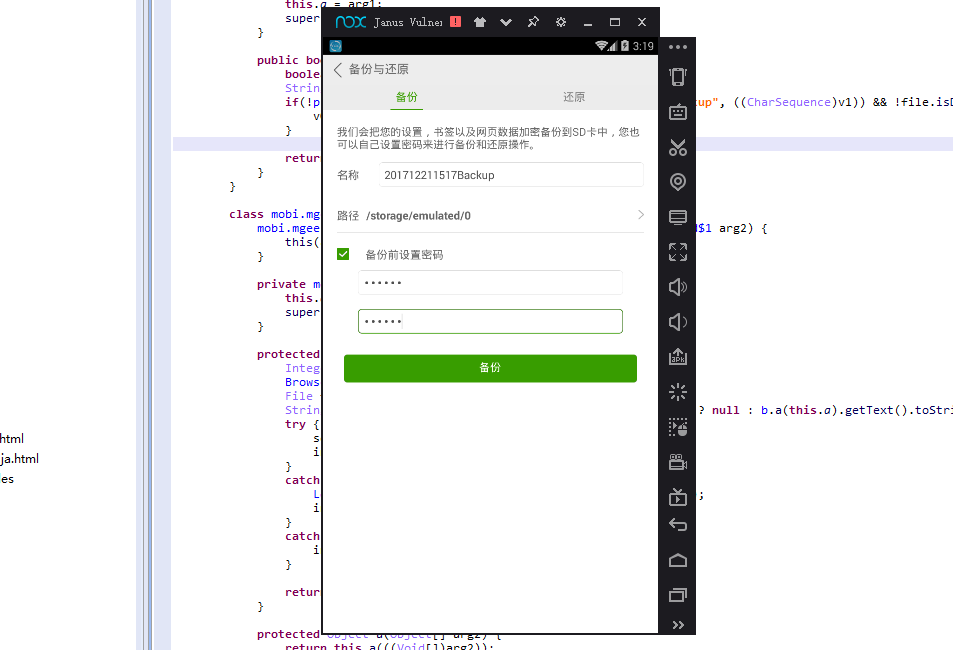 this.a = arg1;
super
}
nox Janus Vulner
3:19
备份与还原
备份
还原
我们会把您的设置，书签以及网页数据加密备份到SD卡中，您也
可以自己设置密码来进行备份和还原操作。
名称 201712211517Backup
路径 /storage/emulated/0
备份前设置密码
••••••
••••••
备份
public boo
boole
Strin
if(!p
up", ((CharSequence)v1)) && !file.isD
v
}
retur
}
}
class mobi.mg
mobi.mgee
$1 arg2) {
this(
}
private m
this.
super
}
protected
Integ
Brows
File
Strin
? null : b.a(this.a).getText().toStri
try {
s
i
}
catch
L
;
i
}
catch
i
}
retur
}
protected Object a(Object[] arg2) {
return this.a(((Void[])arg2));
html
ja.html
es